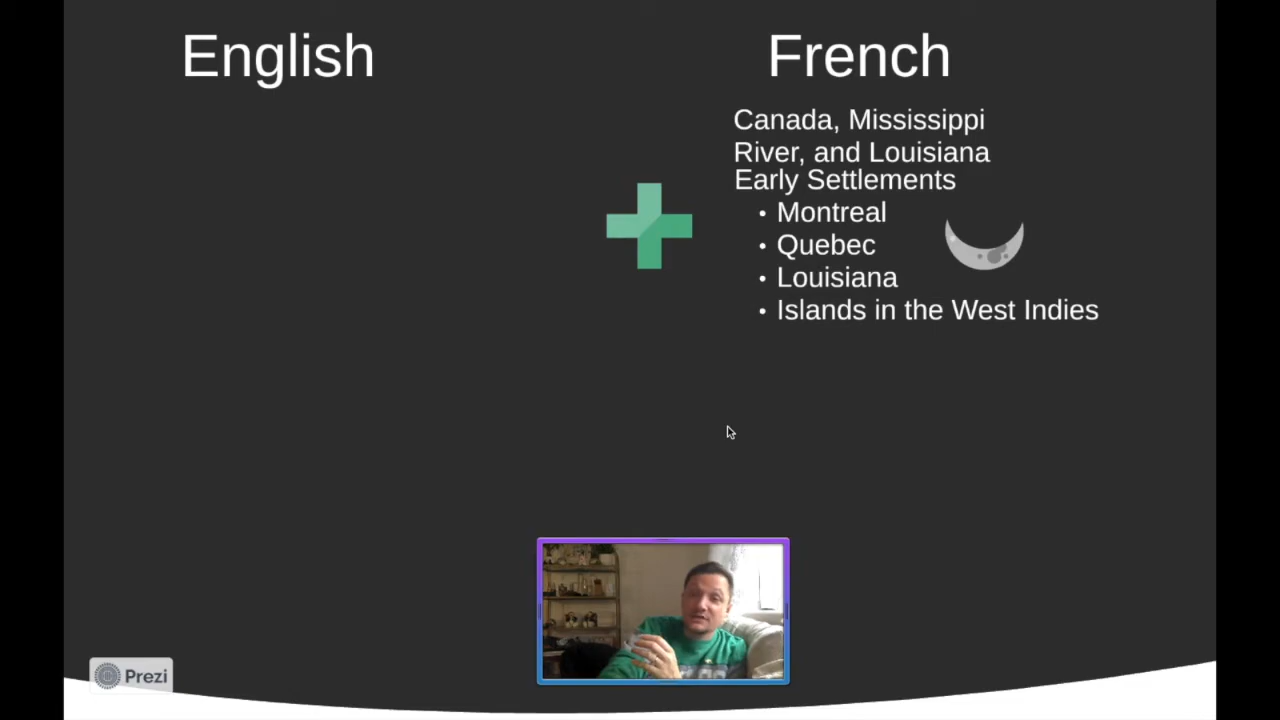 English
French
Canada, Mississippi
River, and Louisiana
Early Settlements
• Montreal
• Quebec
• Louisiana
• Islands in the West Indies
Prezi